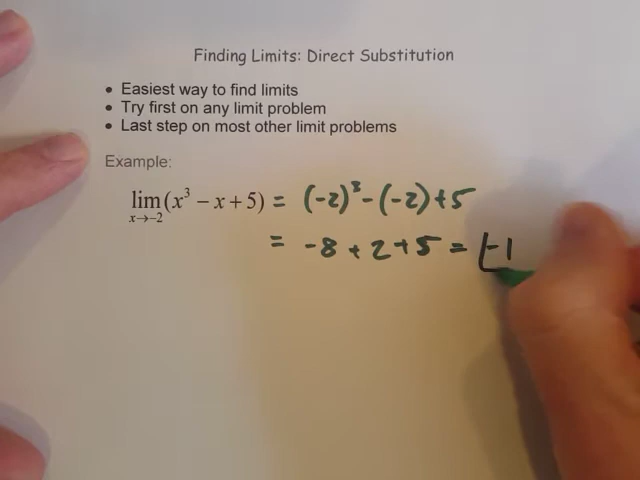 Finding Limits: Direct Substitution
• Easiest way to find limits
• Try first on any limit problem
• Last step on most other limit problems
Example:
lim x→-2 (x³ - x + 5) = (-2)³ - (-2) + 5
= -8 + 2 + 5 = -1